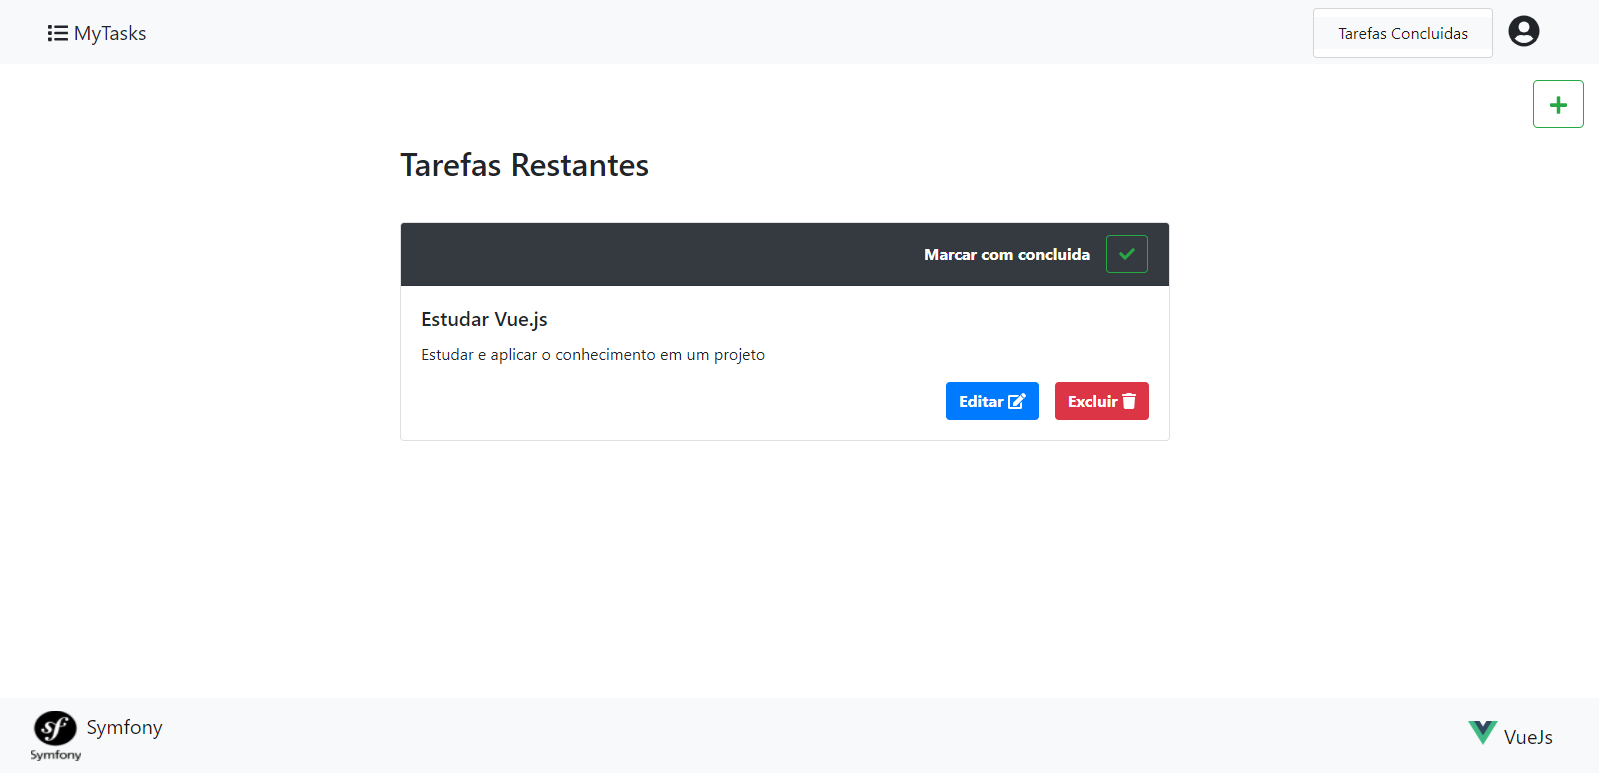 MyTasks
Tarefas Concluidas
Tarefas Restantes
Marcar com concluida
Estudar Vue.js
Estudar e aplicar o conhecimento em um projeto
Editar
Excluir
sf
Symfony
Symfony
VueJs